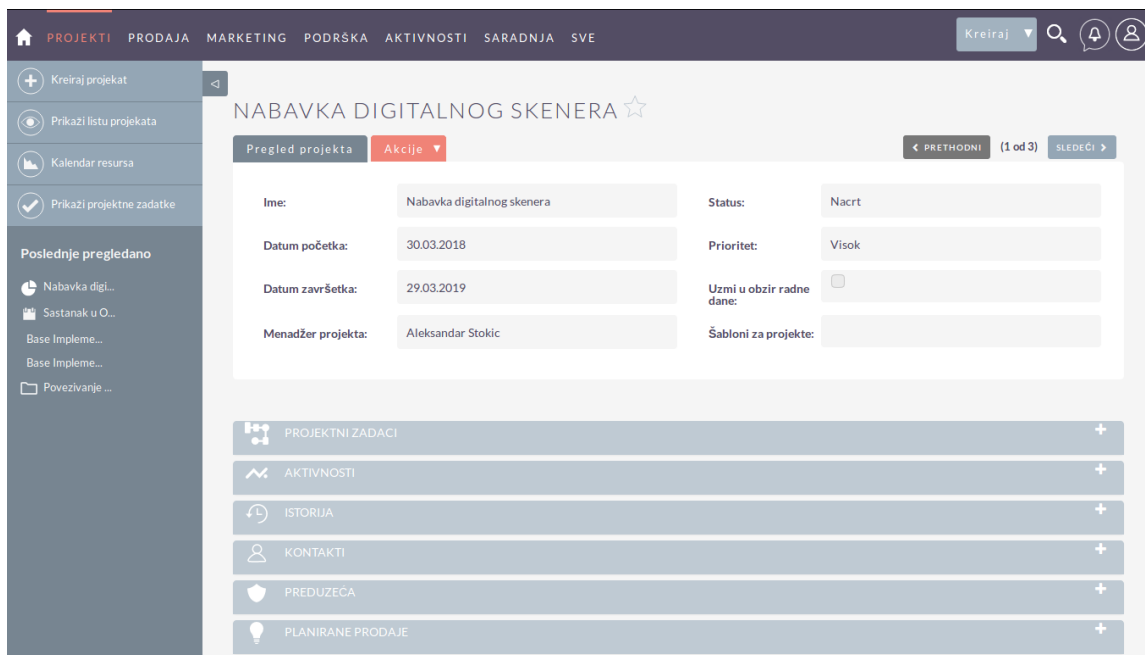 PROJEKTI PRODAJA MARKETING PODRŠKA AKTIVNOSTI SARADNJA SVE Kreiraj
Kreiraj projekat
Prikaži listu projekata
Kalendar resursa
Prikaži projektne zadatke
Poslednje pregledano
Nabavka digi...
Sastanak u O...
Base Impleme...
Base Impleme...
Povezivanje ...
NABAVKA DIGITALNOG SKENERA
Pregled projekta Akcije PRETHODNI (1 od 3) SLEDEĆI
Ime: Nabavka digitalnog skenera Status: Nacrt
Datum početka: 30.03.2018 Prioritet: Visok
Datum završetka: 29.03.2019 Uzmi u obzir radne
dane:
Menadžer projekta: Aleksandar Stokic Šabloni za projekte:
PROJEKTNI ZADACI
AKTIVNOSTI
ISTORIJA
KONTAKTI
PREDUZEĆA
PLANIRANE PRODAJE